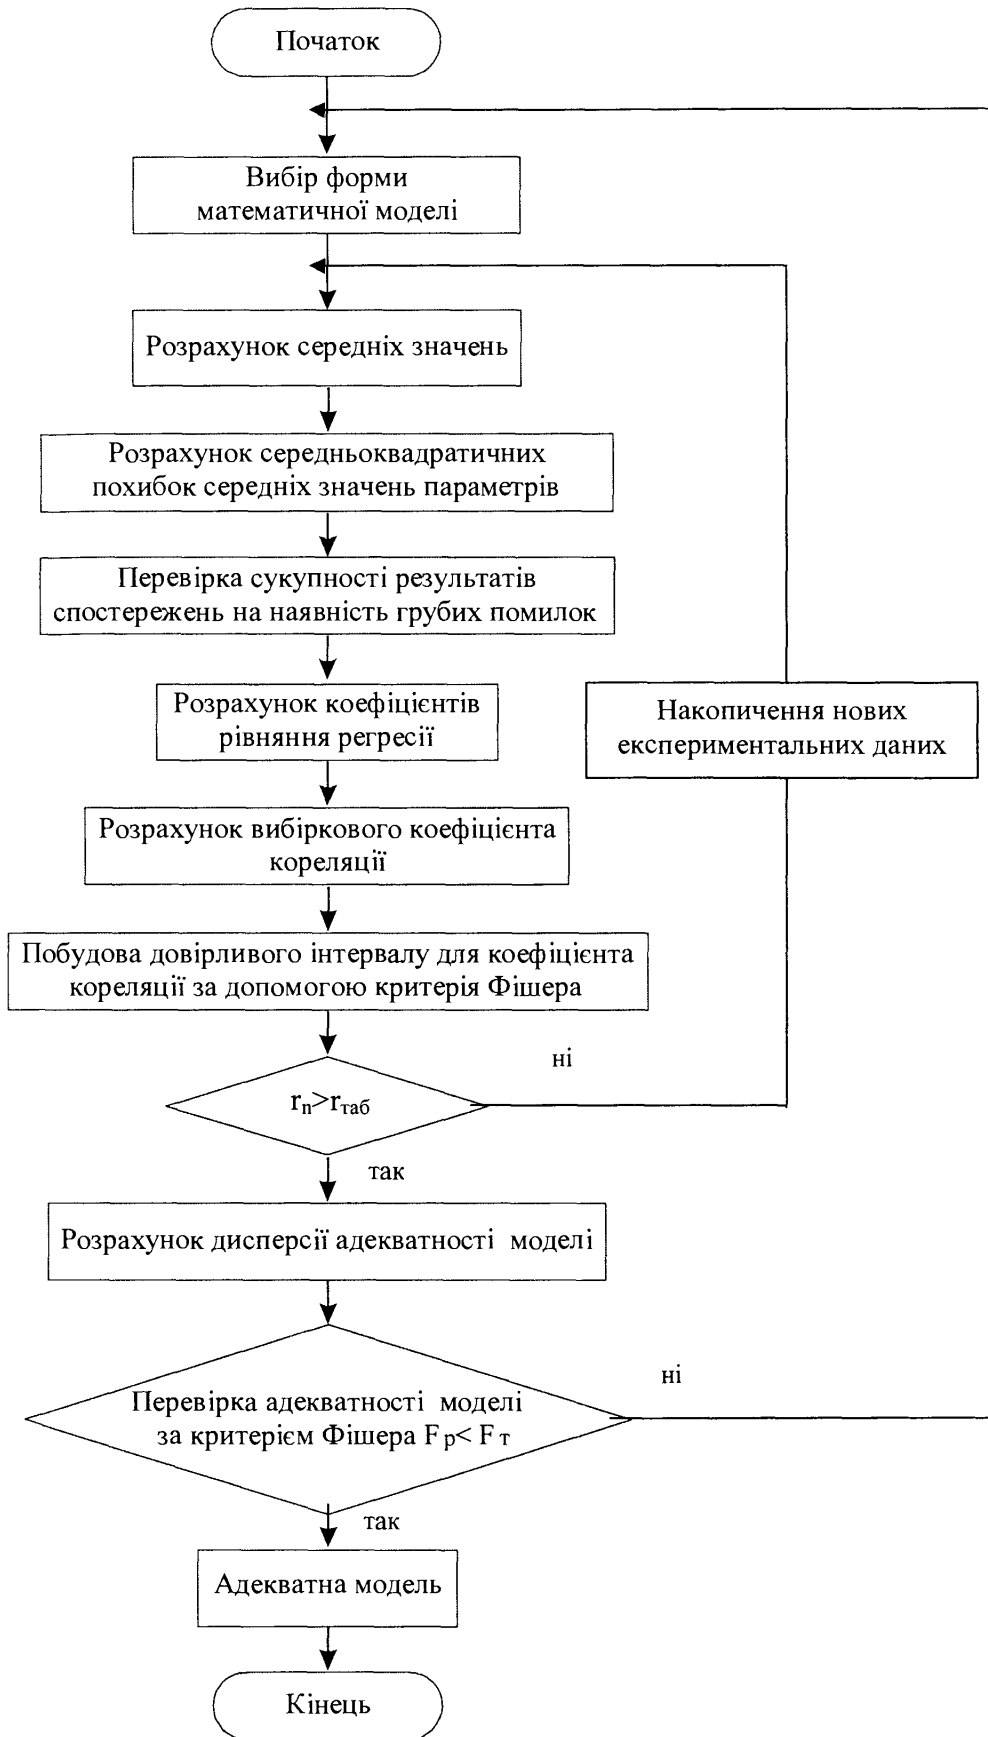 Початок
Вибір форми
математичної моделі
Розрахунок середніх значень
Розрахунок середньоквадратичних
похибок середніх значень параметрів
Перевірка сукупності результатів
спостережень на наявність грубих помилок
Розрахунок коефіцієнтів
рівняння регресії
Накопичення нових
експериментальних даних
Розрахунок вибіркового коефіцієнта
кореляції
Побудова довірливого інтервалу для коефіцієнта
кореляції за допомогою критерія Фішера
ні
rₙ>rтаб
так
Розрахунок дисперсії адекватності моделі
ні
Перевірка адекватності моделі
за критерієм Фішера F р< F т
так
Адекватна модель
Кінець